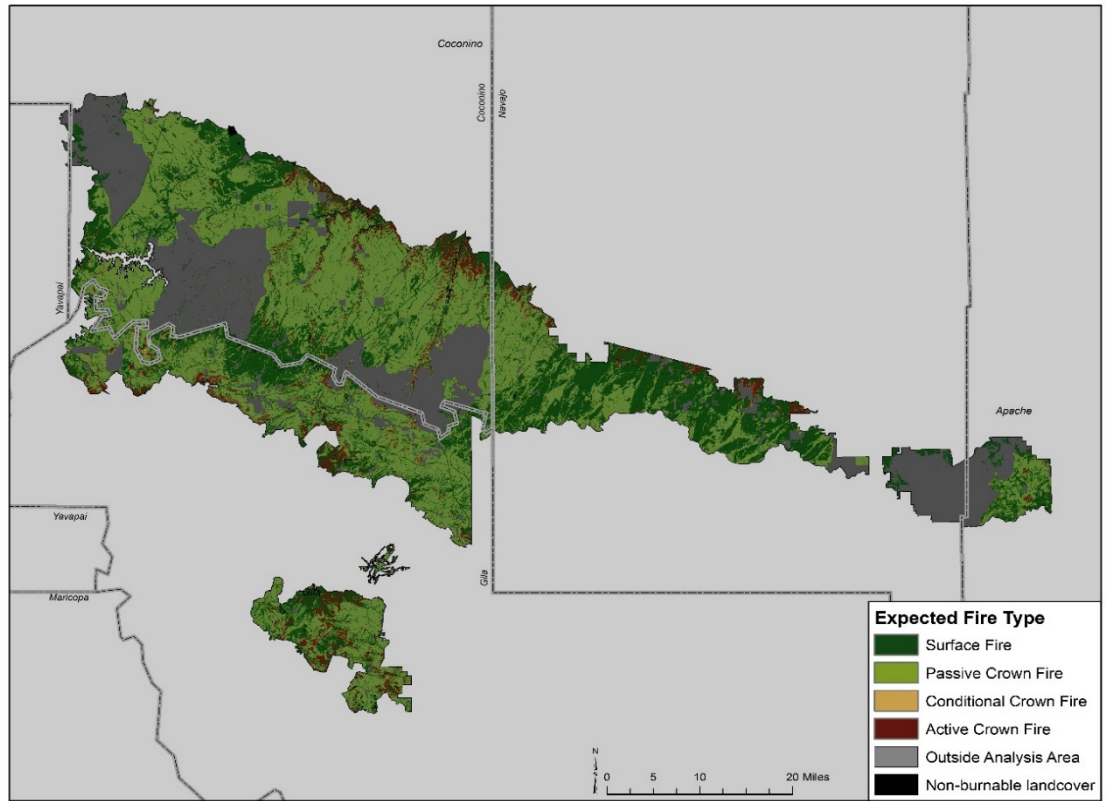 Coconino
Coconino
Navajo
Yavapai
Apache
Yavapai
Gila
Maricopa
Expected Fire Type
Surface Fire
Passive Crown Fire
Conditional Crown Fire
Active Crown Fire
Outside Analysis Area
Non-burnable landcover
N
0 5 10 20 Miles